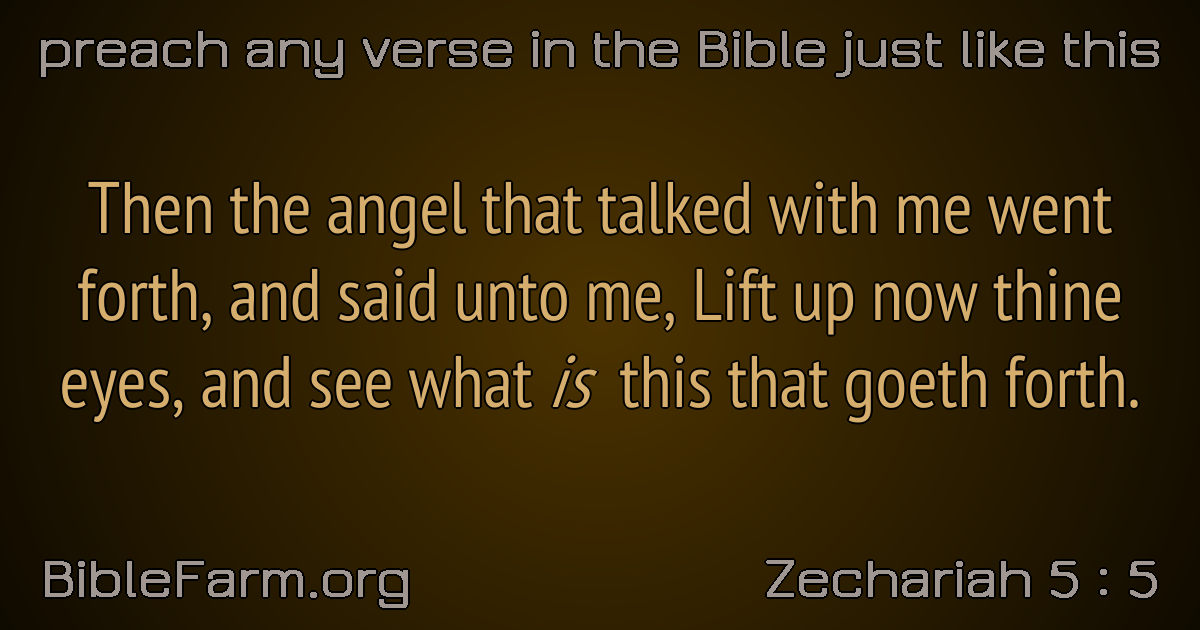 preach any verse in the Bible just like this
Then the angel that talked with me went
forth, and said unto me, Lift up now thine
eyes, and see what is this that goeth forth.
BibleFarm.org
Zechariah 5 : 5